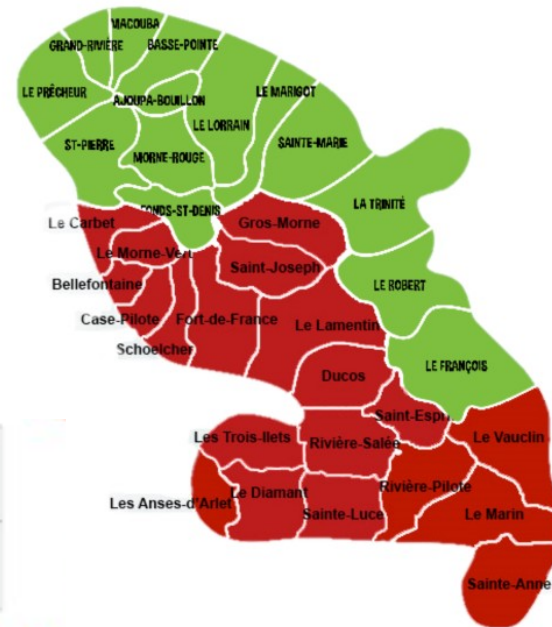 MACOUBA
GRAND-RIVIÈRE
BASSE-POINTE
LE PRÊCHEUR
AJOUPA-BOUILLON
LE MARIGOT
LE LORRAIN
ST-PIERRE
SAINTE-MARIE
MORNE-ROUGE
LA TRINITÉ
FONDS-ST-DENIS
Le Carbet
Gros-Morne
Le Morne-Vert
Saint-Joseph
Bellefontaine
LE ROBERT
Case-Pilote
Fort-de-France
Le Lamentin
Schoelcher
LE FRANÇOIS
Ducos
Saint-Espri
Les Trois-Ilets
Rivière-Salée
Le Vauclin
Rivière-Pilote
Les Anses-d'Arlet
Le Diamant
Sainte-Luce
Le Marin
Sainte-Anne